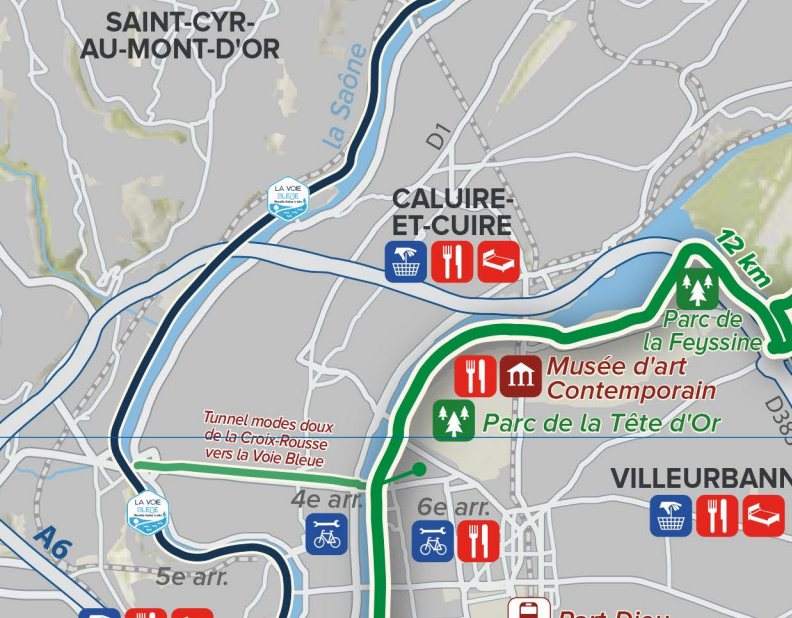 SAINT-CYR-
AU-MONT-D'OR
la Saône
D1
LA VOIE
BLEUE
CALUIRE-
ET-CUIRE
12 km
Parc de
la Feyssine
Musée d'art
Contemporain
Parc de la Tête d'Or
D383
Tunnel modes doux
de la Croix-Rousse
vers la Voie Bleue
VILLEURBANN
4e arr.
6e arr.
LA VOIE
BLEUE
A6
5e arr.
Part-Dieu